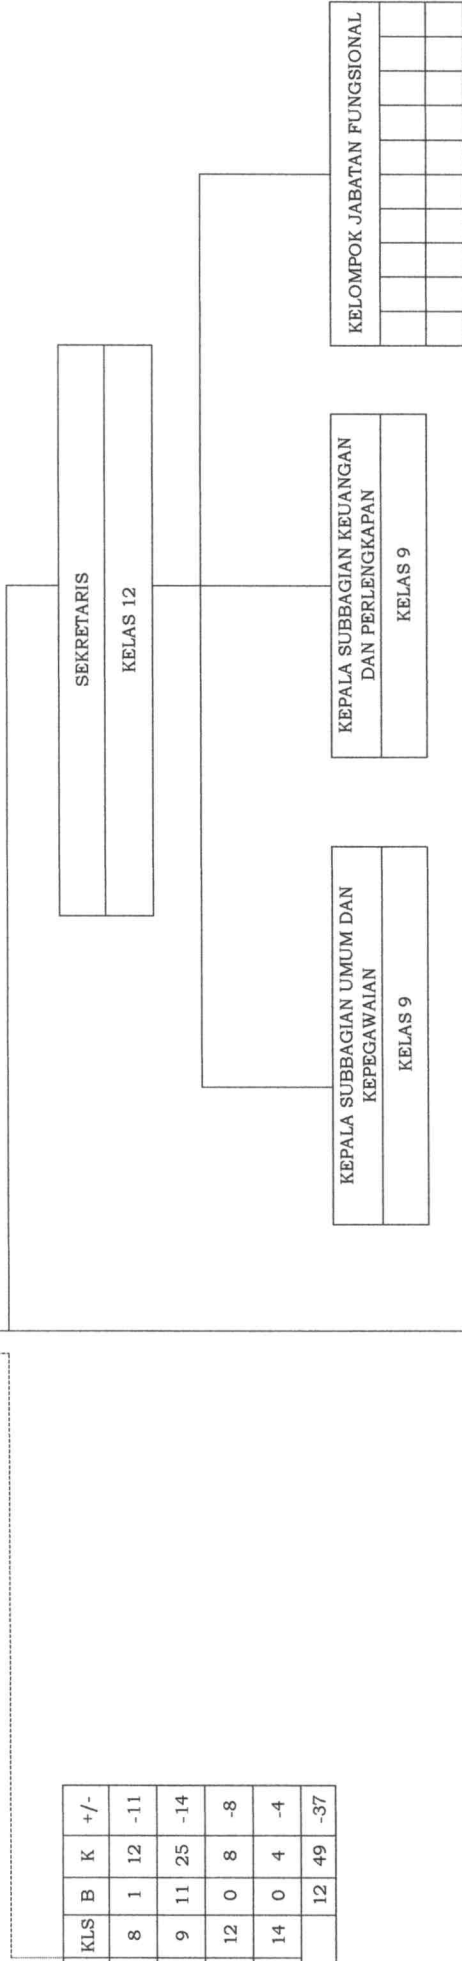 SEKRETARIS
KELAS 12
KEPALA SUBBAGIAN UMUM DAN
KEPEGAWAIAN
KELAS 9
KEPALA SUBBAGIAN KEUANGAN
DAN PERLENGKAPAN
KELAS 9
KELOMPOK JABATAN FUNGSIONAL
KLS B K +/-
8 1 12 -11
9 11 25 -14
12 0 8 -8
14 0 4 -4
12 49 -37